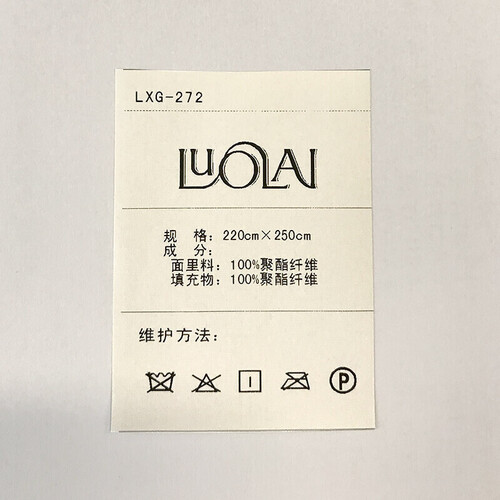 LXG-272
LUOLAI
规 格：220cm×250cm
成 分：
面里料：100%聚酯纤维
填充物：100%聚酯纤维
维护方法：
P